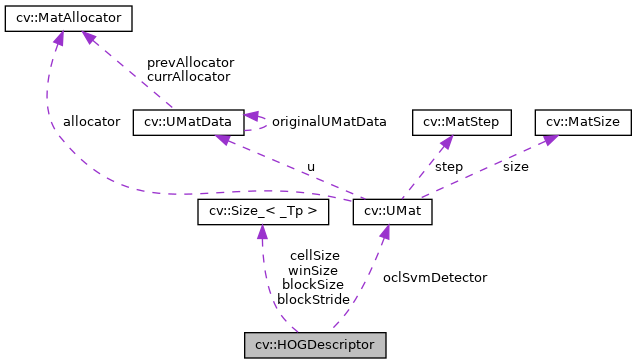 cv::MatAllocator
prevAllocator
currAllocator
allocator
cv::UMatData
originalUMatData
cv::MatStep
cv::MatSize
u
step
size
cv::Size_< _Tp >
cv::UMat
cellSize
winSize
blockSize
blockStride
oclSvmDetector
cv::HOGDescriptor